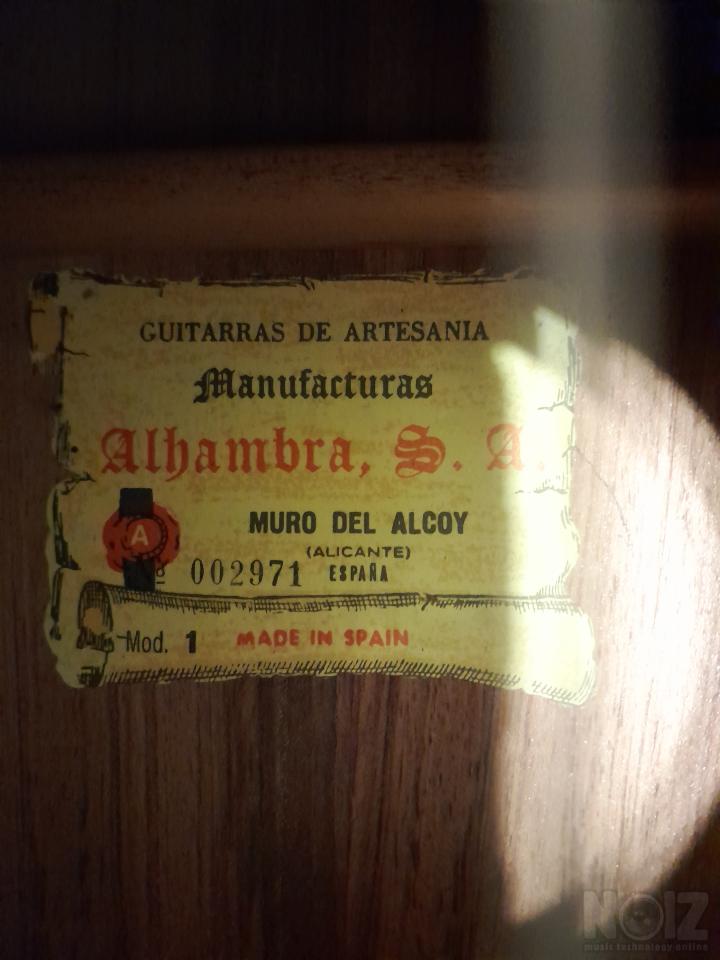 GUITARRAS DE ARTESANIA
Manufacturas
Alhambra, S. A.
A
MURO DEL ALCOY
(ALICANTE)
002971 ESPAÑA
Mod. 1 MADE IN SPAIN
NOIZ
music technology online